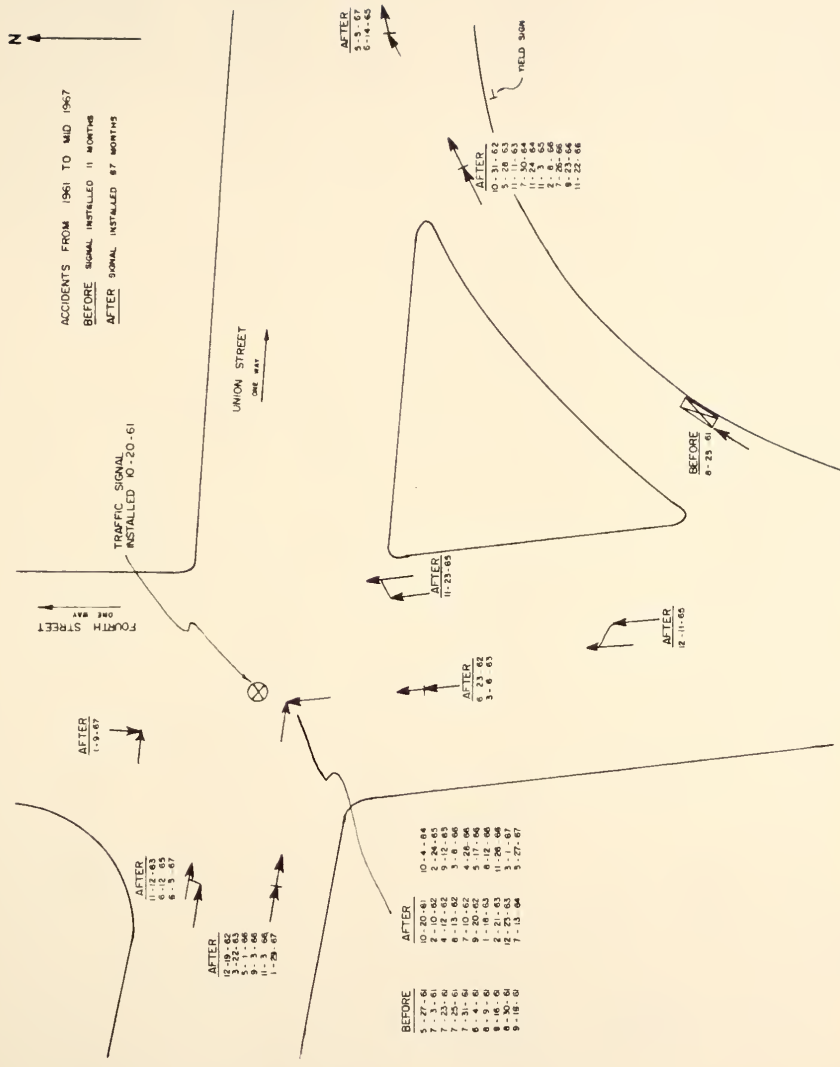 N
ACCIDENTS FROM 1961 TO MID 1967
BEFORE SIGNAL INSTALLED 11 MONTHS
AFTER SIGNAL INSTALLED 67 MONTHS
TRAFFIC SIGNAL
INSTALLED 10-20-61
FOURTH STREET
ONE WAY
UNION STREET
ONE WAY
AFTER
5-5-67
6-14-65
YIELD SIGN
AFTER
10-31-62
5-28-63
11-11-63
7-30-64
11-24-64
11-3-65
2-8-66
7-26-66
9-23-66
11-22-66
AFTER
1-9-67
AFTER
11-12-63
6-12-65
6-5-67
AFTER
12-19-62
3-22-63
5-1-66
9-3-66
11-3-66
1-29-67
AFTER
11-23-65
AFTER
6-23-62
3-6-63
AFTER
12-11-65
BEFORE
8-25-61
BEFORE
5-27-61
7-3-61
7-23-61
7-25-61
7-31-61
8-9-61
8-30-61
9-19-61
AFTER
10-20-61
2-10-62
4-12-62
6-13-62
7-10-62
9-20-62
1-18-63
2-21-63
12-23-63
7-13-64
10-4-64
2-24-65
9-12-65
3-8-66
4-28-66
5-17-66
8-12-66
11-26-66
3-1-67
5-27-67